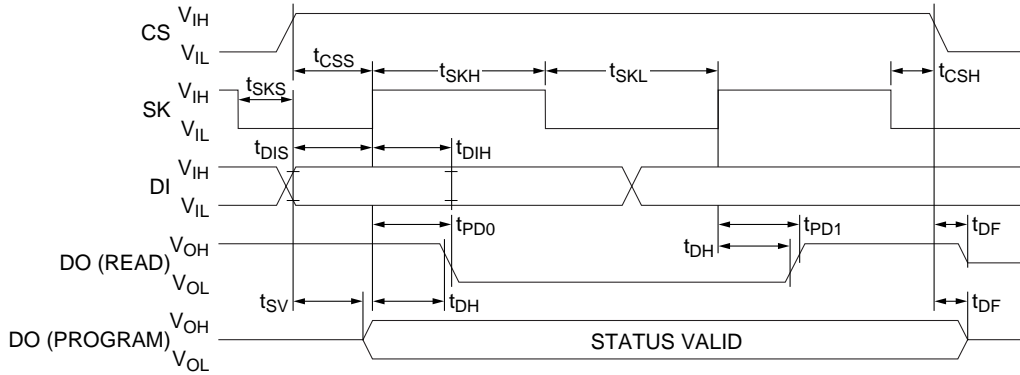 CS V_IH
V_IL
t_CSS
t_SKH t_SKL t_CSH
SK V_IH t_SKS
V_IL
t_DIS t_DIH
DI V_IH
V_IL
t_PD0 t_PD1 t_DF
DO (READ) V_OH t_DH
V_OL
t_SV t_DH t_DF
DO (PROGRAM) V_OH
STATUS VALID
V_OL